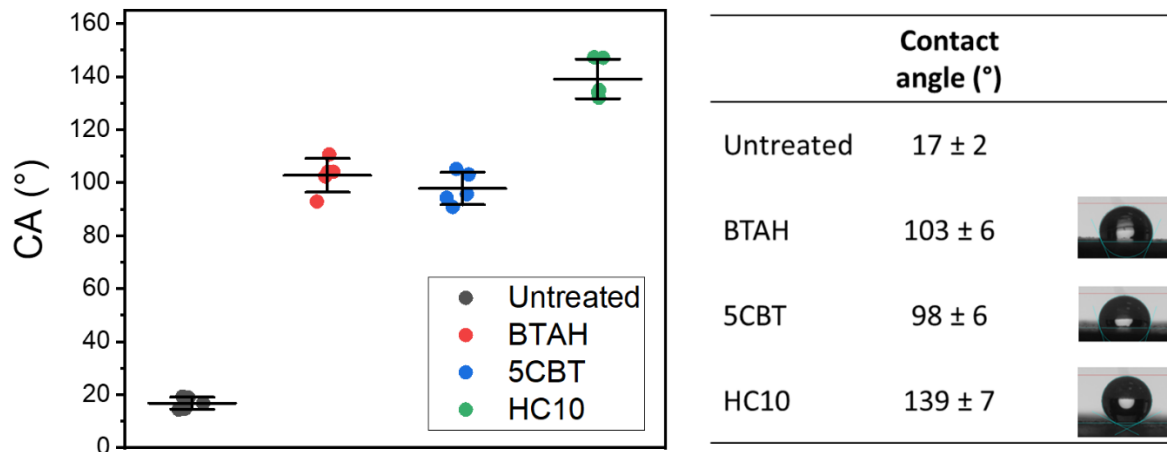 160
140
120
100
80
60
40
20
0
CA (°)
Untreated
BTAH
5CBT
HC10
Contact
angle (°)
Untreated 17 ± 2
BTAH 103 ± 6
5CBT 98 ± 6
HC10 139 ± 7